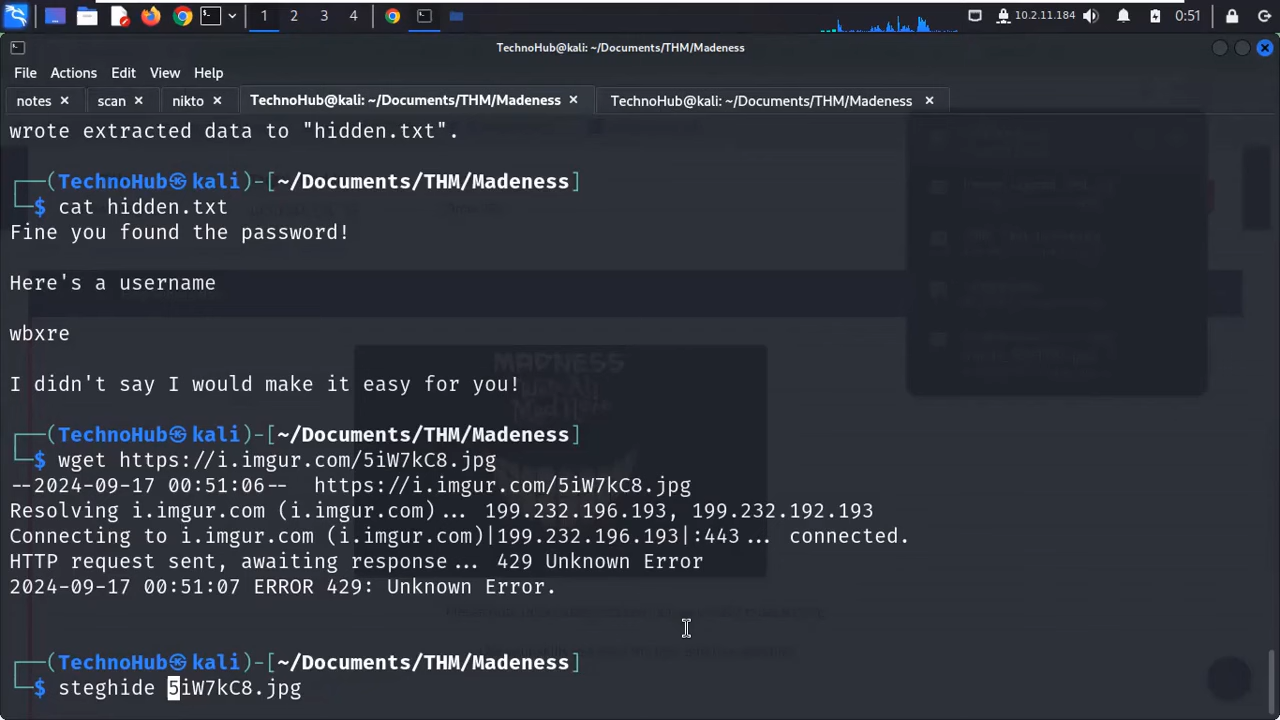 1 2 3 4 10.2.11.184 0:51
TechnoHub@kali: ~/Documents/THM/Madeness
File Actions Edit View Help
notes scan nikto TechnoHub@kali: ~/Documents/THM/Madeness TechnoHub@kali: ~/Documents/THM/Madeness
wrote extracted data to "hidden.txt".
┌──(TechnoHub㉿kali)-[~/Documents/THM/Madeness]
└─$ cat hidden.txt
Fine you found the password!
Here's a username
wbxre
I didn't say I would make it easy for you!
┌──(TechnoHub㉿kali)-[~/Documents/THM/Madeness]
└─$ wget https://i.imgur.com/5iW7kC8.jpg
--2024-09-17 00:51:06-- https://i.imgur.com/5iW7kC8.jpg
Resolving i.imgur.com (i.imgur.com)... 199.232.196.193, 199.232.192.193
Connecting to i.imgur.com (i.imgur.com)|199.232.196.193|:443... connected.
HTTP request sent, awaiting response... 429 Unknown Error
2024-09-17 00:51:07 ERROR 429: Unknown Error.
┌──(TechnoHub㉿kali)-[~/Documents/THM/Madeness]
└─$ steghide 5iW7kC8.jpg
MADNESS